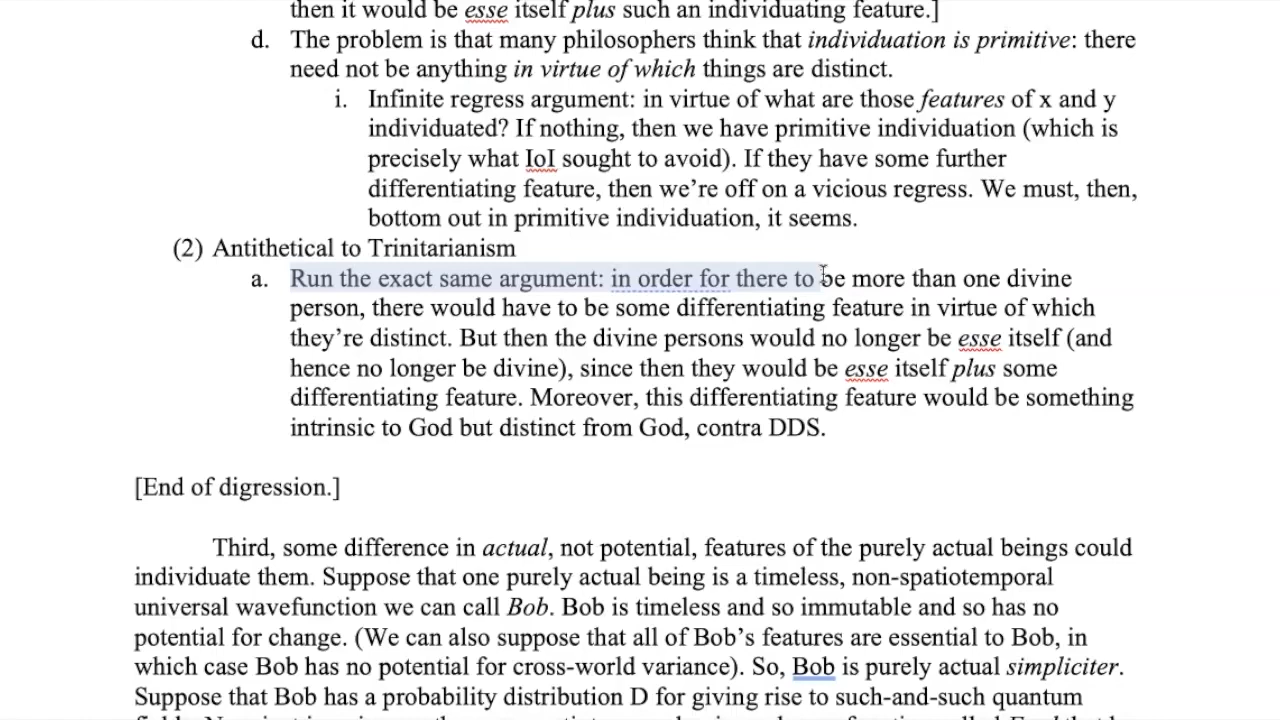 then it would be esse itself plus such an individuating feature.]
d. The problem is that many philosophers think that individuation is primitive: there
need not be anything in virtue of which things are distinct.
i. Infinite regress argument: in virtue of what are those features of x and y
individuated? If nothing, then we have primitive individuation (which is
precisely what IoI sought to avoid). If they have some further
differentiating feature, then we’re off on a vicious regress. We must, then,
bottom out in primitive individuation, it seems.
(2) Antithetical to Trinitarianism
a. Run the exact same argument: in order for there to be more than one divine
person, there would have to be some differentiating feature in virtue of which
they’re distinct. But then the divine persons would no longer be esse itself (and
hence no longer be divine), since then they would be esse itself plus some
differentiating feature. Moreover, this differentiating feature would be something
intrinsic to God but distinct from God, contra DDS.
[End of digression.]
Third, some difference in actual, not potential, features of the purely actual beings could
individuate them. Suppose that one purely actual being is a timeless, non-spatiotemporal
universal wavefunction we can call Bob. Bob is timeless and so immutable and so has no
potential for change. (We can also suppose that all of Bob’s features are essential to Bob, in
which case Bob has no potential for cross-world variance). So, Bob is purely actual simpliciter.
Suppose that Bob has a probability distribution D for giving rise to such-and-such quantum